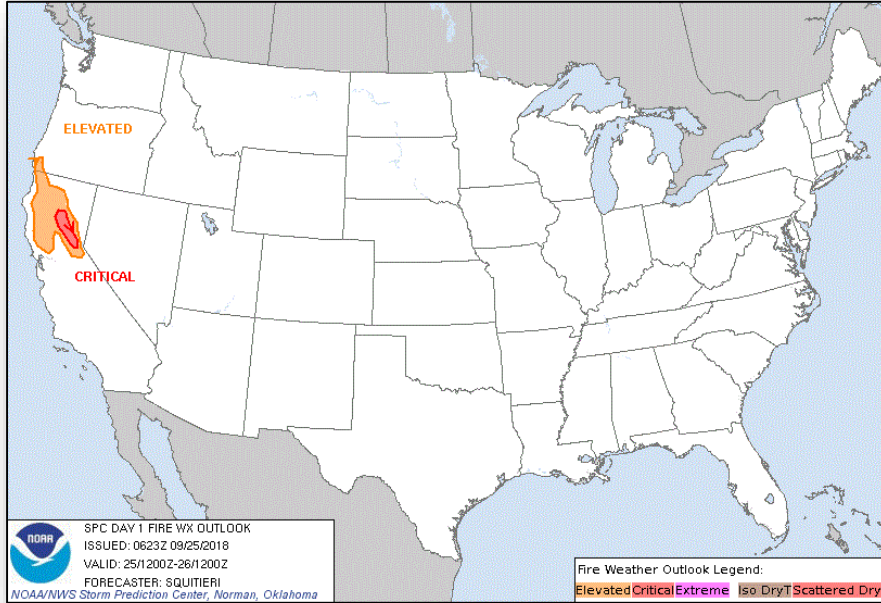 ELEVATED
CRITICAL
SPC DAY 1 FIRE WX OUTLOOK
ISSUED: 0623Z 09/25/2018
VALID: 25/1200Z-26/1200Z
FORECASTER: SQUITIERI
NOAA
NOAA/NWS Storm Prediction Center, Norman, Oklahoma
Fire Weather Outlook Legend:
Elevated Critical Extreme Iso DryT Scattered Dry